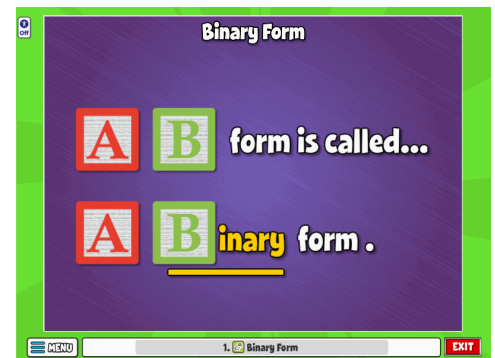 Off
Binary Form
A B form is called...
A Binary form .
MENU
1. Binary Form
EXIT